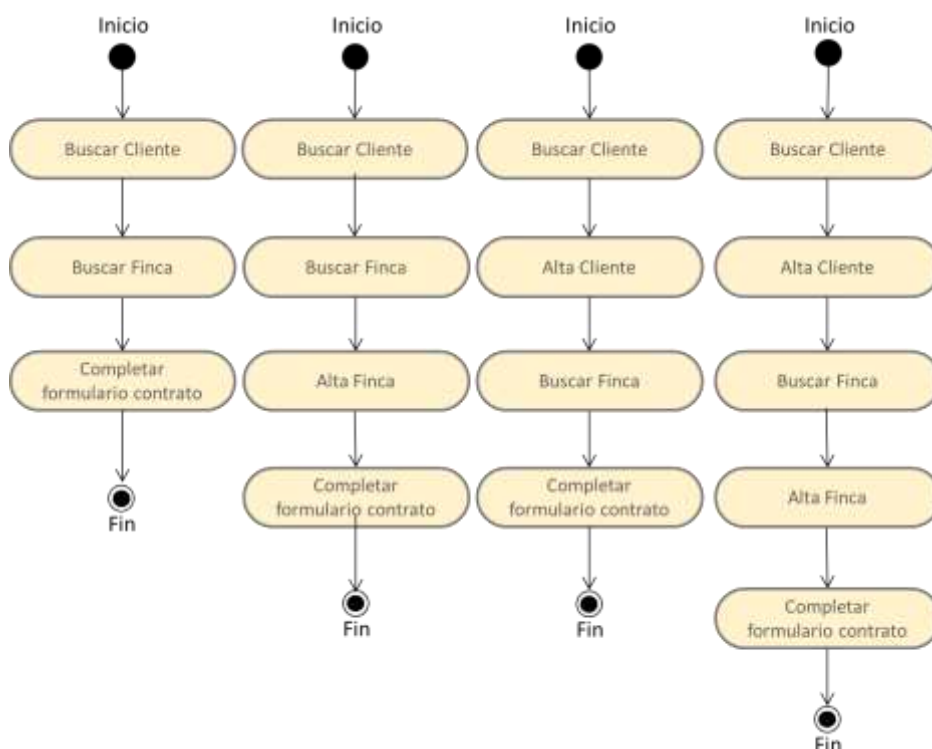 Inicio
Buscar Cliente
Buscar Finca
Completar
formulario contrato
Fin
Inicio
Buscar Cliente
Buscar Finca
Alta Finca
Completar
formulario contrato
Fin
Inicio
Buscar Cliente
Alta Cliente
Buscar Finca
Completar
formulario contrato
Fin
Inicio
Buscar Cliente
Alta Cliente
Buscar Finca
Alta Finca
Completar
formulario contrato
Fin